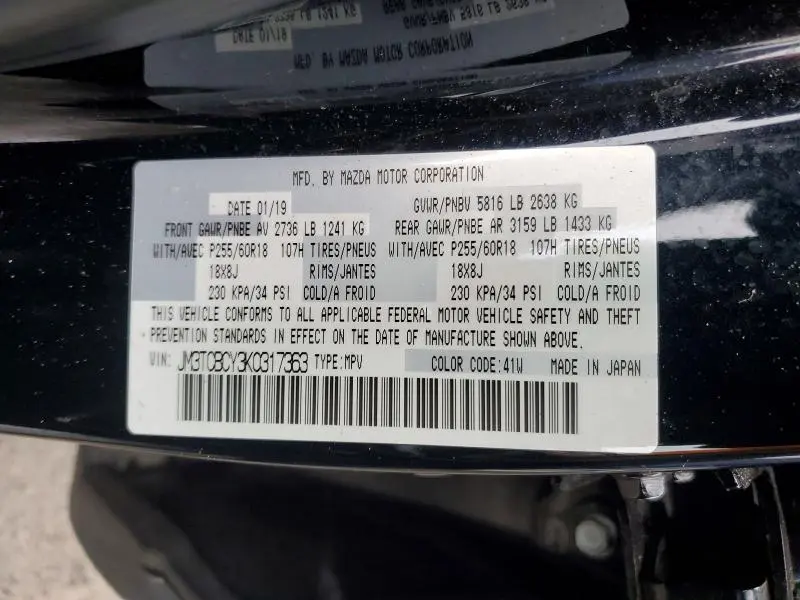 MFD. BY MAZDA MOTOR CORPORATION
DATE 01/19 GVWR/PNBV 5816 LB 2638 KG
FRONT GAWR/PNBE AV 2736 LB 1241 KG REAR GAWR/PNBE AR 3159 LB 1433 KG
WITH/AVEC P255/60R18 107H TIRES/PNEUS WITH/AVEC P255/60R18 107H TIRES/PNEUS
18X8J RIMS/JANTES 18X8J RIMS/JANTES
230 KPA/34 PSI COLD/A FROID 230 KPA/34 PSI COLD/A FROID
THIS VEHICLE CONFORMS TO ALL APPLICABLE FEDERAL MOTOR VEHICLE SAFETY AND THEFT
PREVENTION STANDARDS IN EFFECT ON THE DATE OF MANUFACTURE SHOWN ABOVE.
VIN: JM3TCBCY3K0317363 TYPE:MPV COLOR CODE:41W MADE IN JAPAN